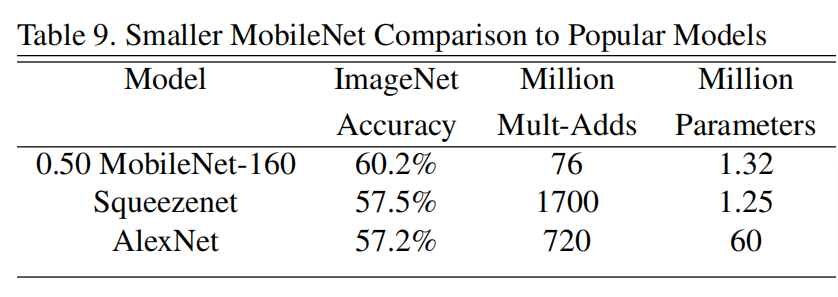 Table 9. Smaller MobileNet Comparison to Popular Models
Model ImageNet Million Million
Accuracy Mult-Adds Parameters
0.50 MobileNet-160 60.2% 76 1.32
Squeezenet 57.5% 1700 1.25
AlexNet 57.2% 720 60